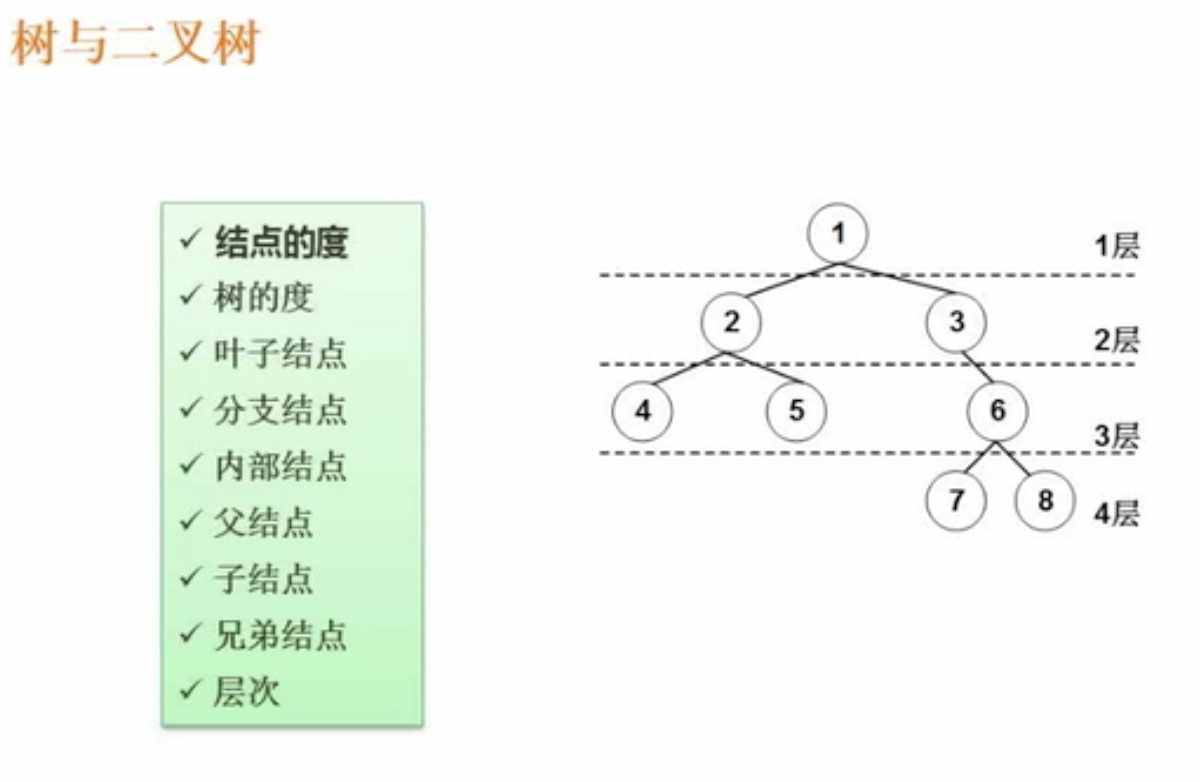 树与二叉树
✓ 结点的度
✓ 树的度
✓ 叶子结点
✓ 分支结点
✓ 内部结点
✓ 父结点
✓ 子结点
✓ 兄弟结点
✓ 层次
1
1层
2
3
2层
4
5
6
3层
7
8
4层